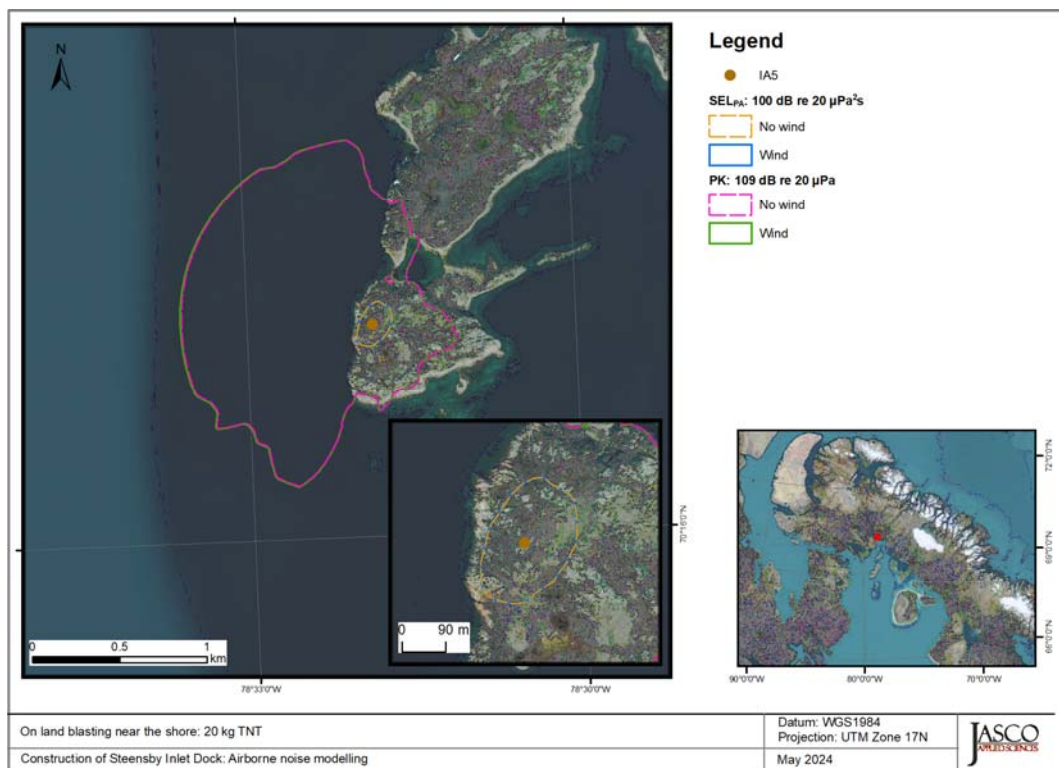 N
Legend
IA5
SELPA: 100 dB re 20 µPa²s
No wind
Wind
PK: 109 dB re 20 µPa
No wind
Wind
70°16'0"N
0 90 m
0 0.5 1
km
78°33'0"W
78°30'0"W
72°0'0"N
69°0'0"N
66°0'0"N
90°0'0"W
80°0'0"W
70°0'0"W
On land blasting near the shore: 20 kg TNT
Datum: WGS1984
Projection: UTM Zone 17N
Construction of Steensby Inlet Dock: Airborne noise modelling
May 2024
JASCO
APPLIED SCIENCES